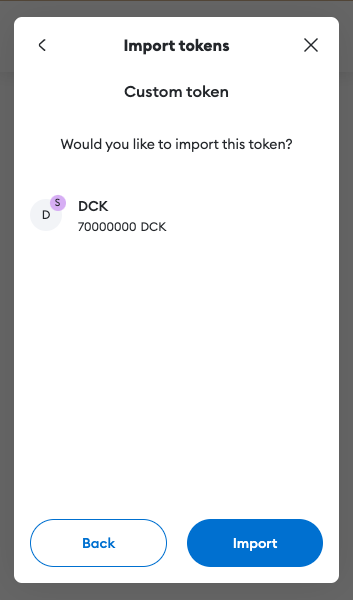 Import tokens
Custom token
Would you like to import this token?
S
D
DCK
70000000 DCK
Back
Import